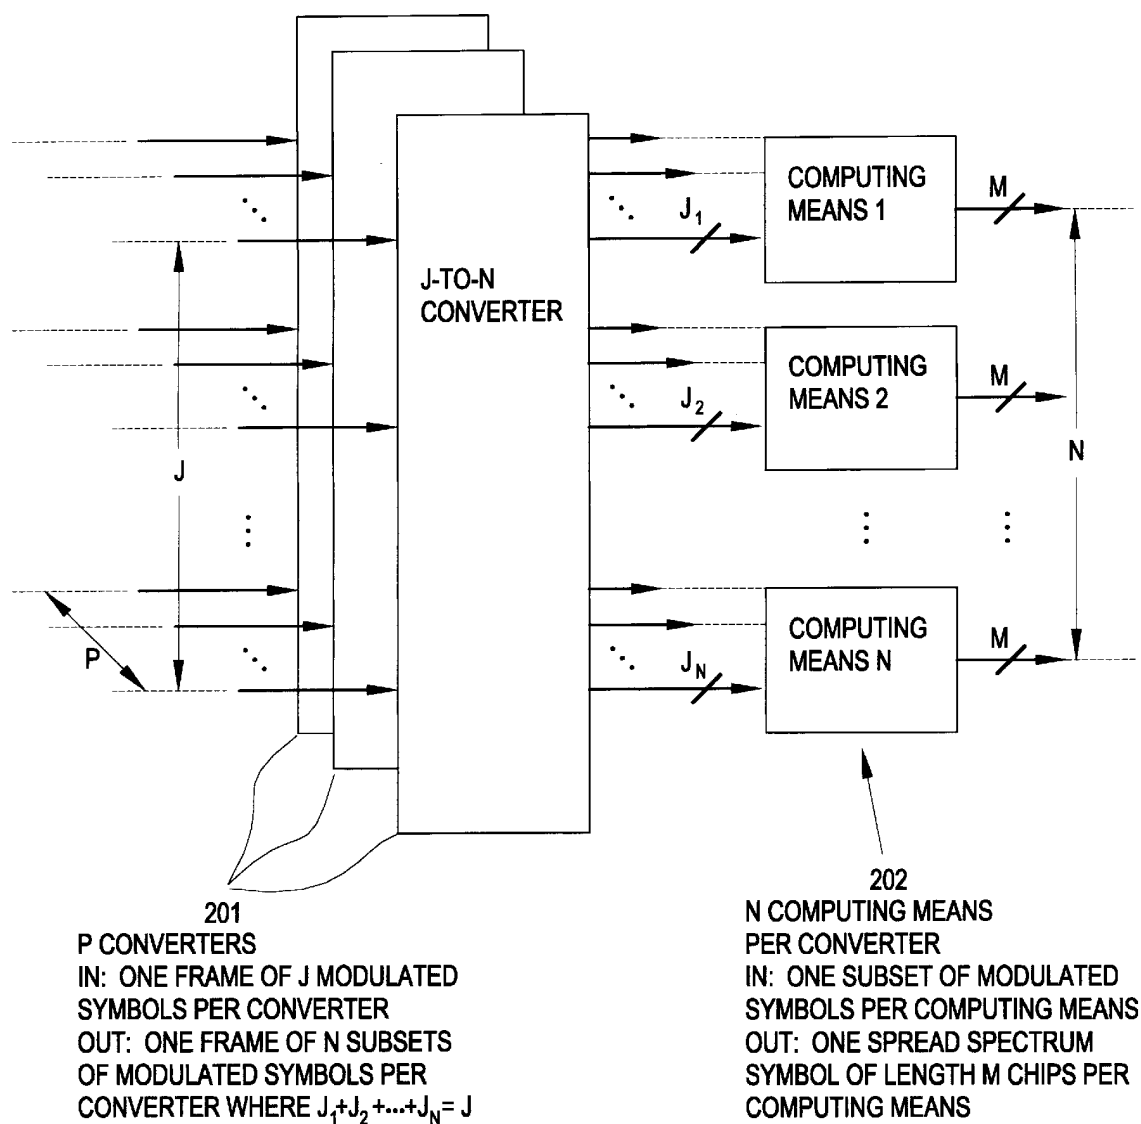 COMPUTING
MEANS 1
M
J₁
J-TO-N
CONVERTER
COMPUTING
MEANS 2
M
J₂
J
N
COMPUTING
MEANS N
M
P
J_N
201
P CONVERTERS
IN: ONE FRAME OF J MODULATED
SYMBOLS PER CONVERTER
OUT: ONE FRAME OF N SUBSETS
OF MODULATED SYMBOLS PER
CONVERTER WHERE J₁+J₂+...+J_N= J
202
N COMPUTING MEANS
PER CONVERTER
IN: ONE SUBSET OF MODULATED
SYMBOLS PER COMPUTING MEANS
OUT: ONE SPREAD SPECTRUM
SYMBOL OF LENGTH M CHIPS PER
COMPUTING MEANS